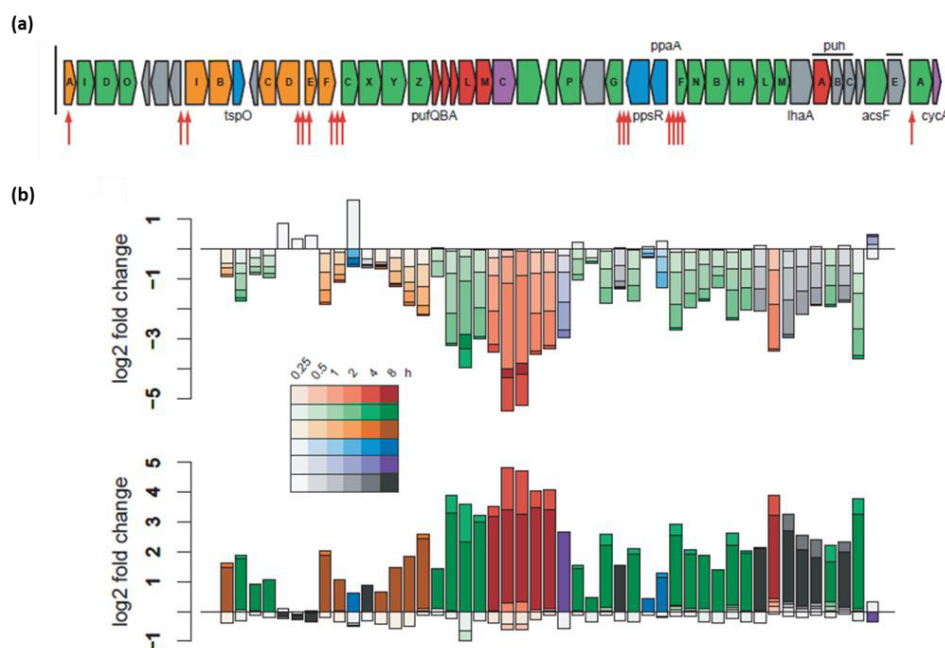 (a)
ppaA puh
A I D O I B C D E F C X Y Z L M C P G F N B H L M A B C E A
tspO pufQBA ppsR lhaA acsF cycA
(b)
1
-1
-3
-5
log2 fold change
0.25 0.5 1 2 4 8 h
5
4
3
2
1
0
-1
log2 fold change